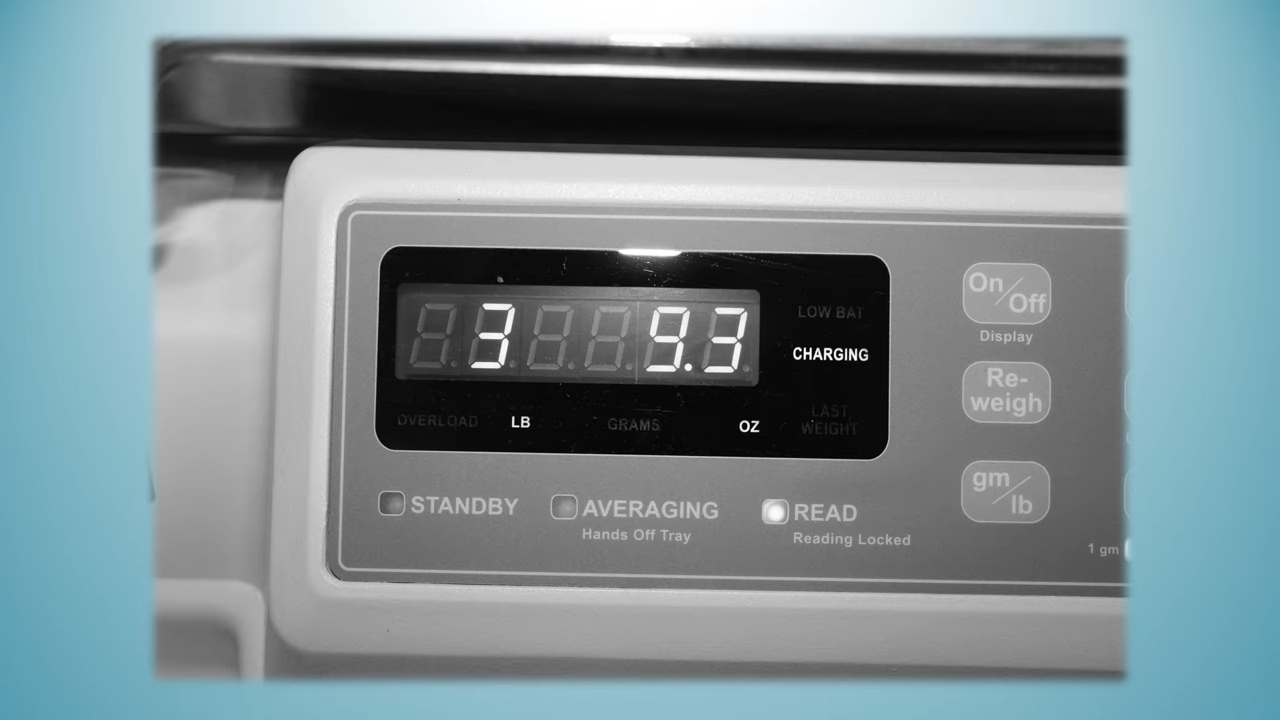 3 9.3
LOW BAT
CHARGING
OVERLOAD LB GRAMS OZ
LAST WEIGHT
STANDBY
AVERAGING
Hands Off Tray
READ
Reading Locked
On/Off
Display
Re-
weigh
gm/lb
1 gm